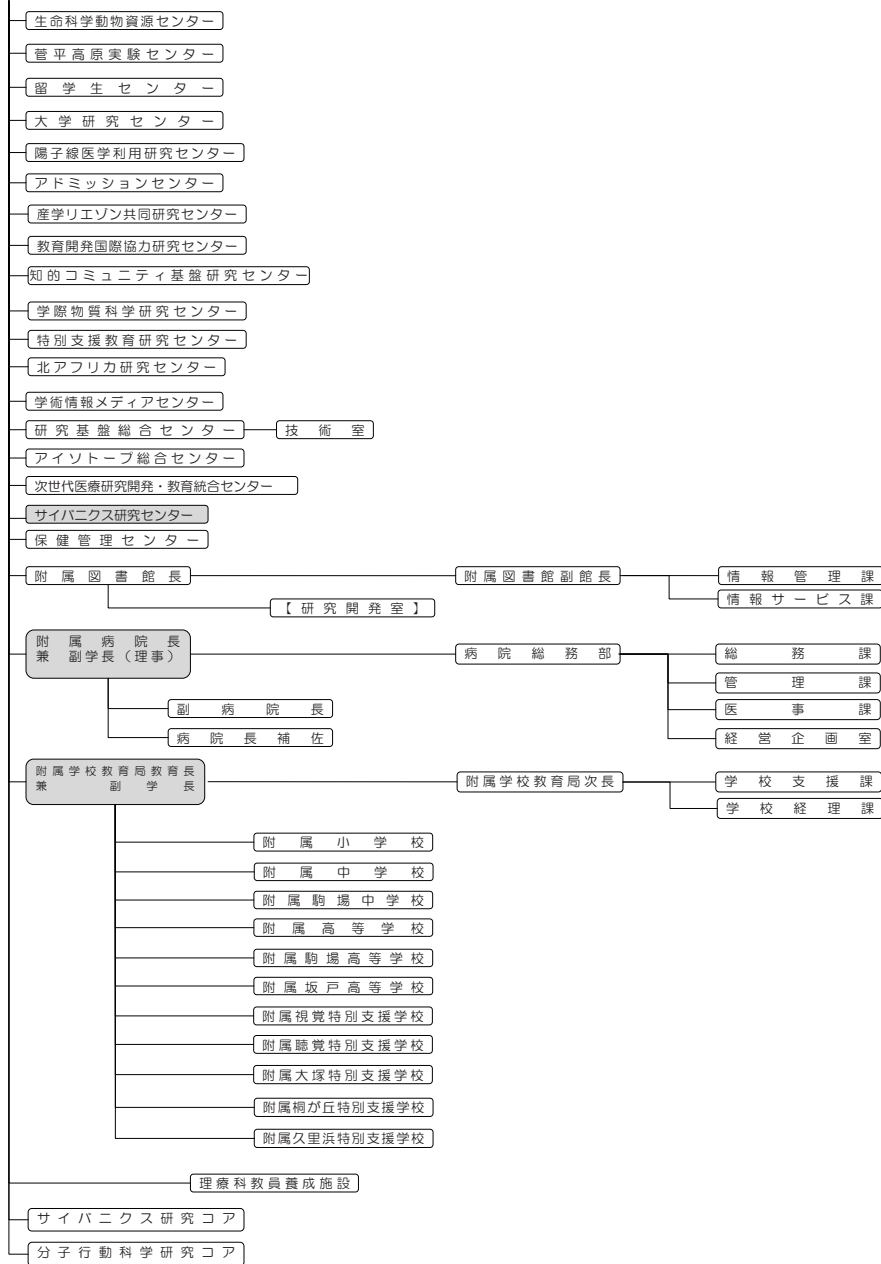 生命科学動物資源センター
菅平高原実験センター
留学生センター
大学研究センター
陽子線医学利用研究センター
アドミッションセンター
産学リエゾン共同研究センター
教育開発国際協力研究センター
知的コミュニティ基盤研究センター
学際物質科学研究センター
特別支援教育研究センター
北アフリカ研究センター
学術情報メディアセンター
研究基盤総合センター 技術室
アイソトープ総合センター
次世代医療研究開発・教育統合センター
サイバニクス研究センター
保健管理センター
附属図書館長 附属図書館副館長 情報管理課
情報サービス課
【研究開発室】
附属病院長
兼 副学長（理事）
病院総務部 総務課
管理課
副病院長 医事課
病院長補佐 経営企画室
附属学校教育局教育長
兼 副学長
附属学校教育局次長 学校支援課
学校経理課
附属小学校
附属中学校
附属駒場中学校
附属高等学校
附属駒場高等学校
附属坂戸高等学校
附属視覚特別支援学校
附属聴覚特別支援学校
附属大塚特別支援学校
附属桐が丘特別支援学校
附属久里浜特別支援学校
理療科教員養成施設
サイバニクス研究コア
分子行動科学研究コア